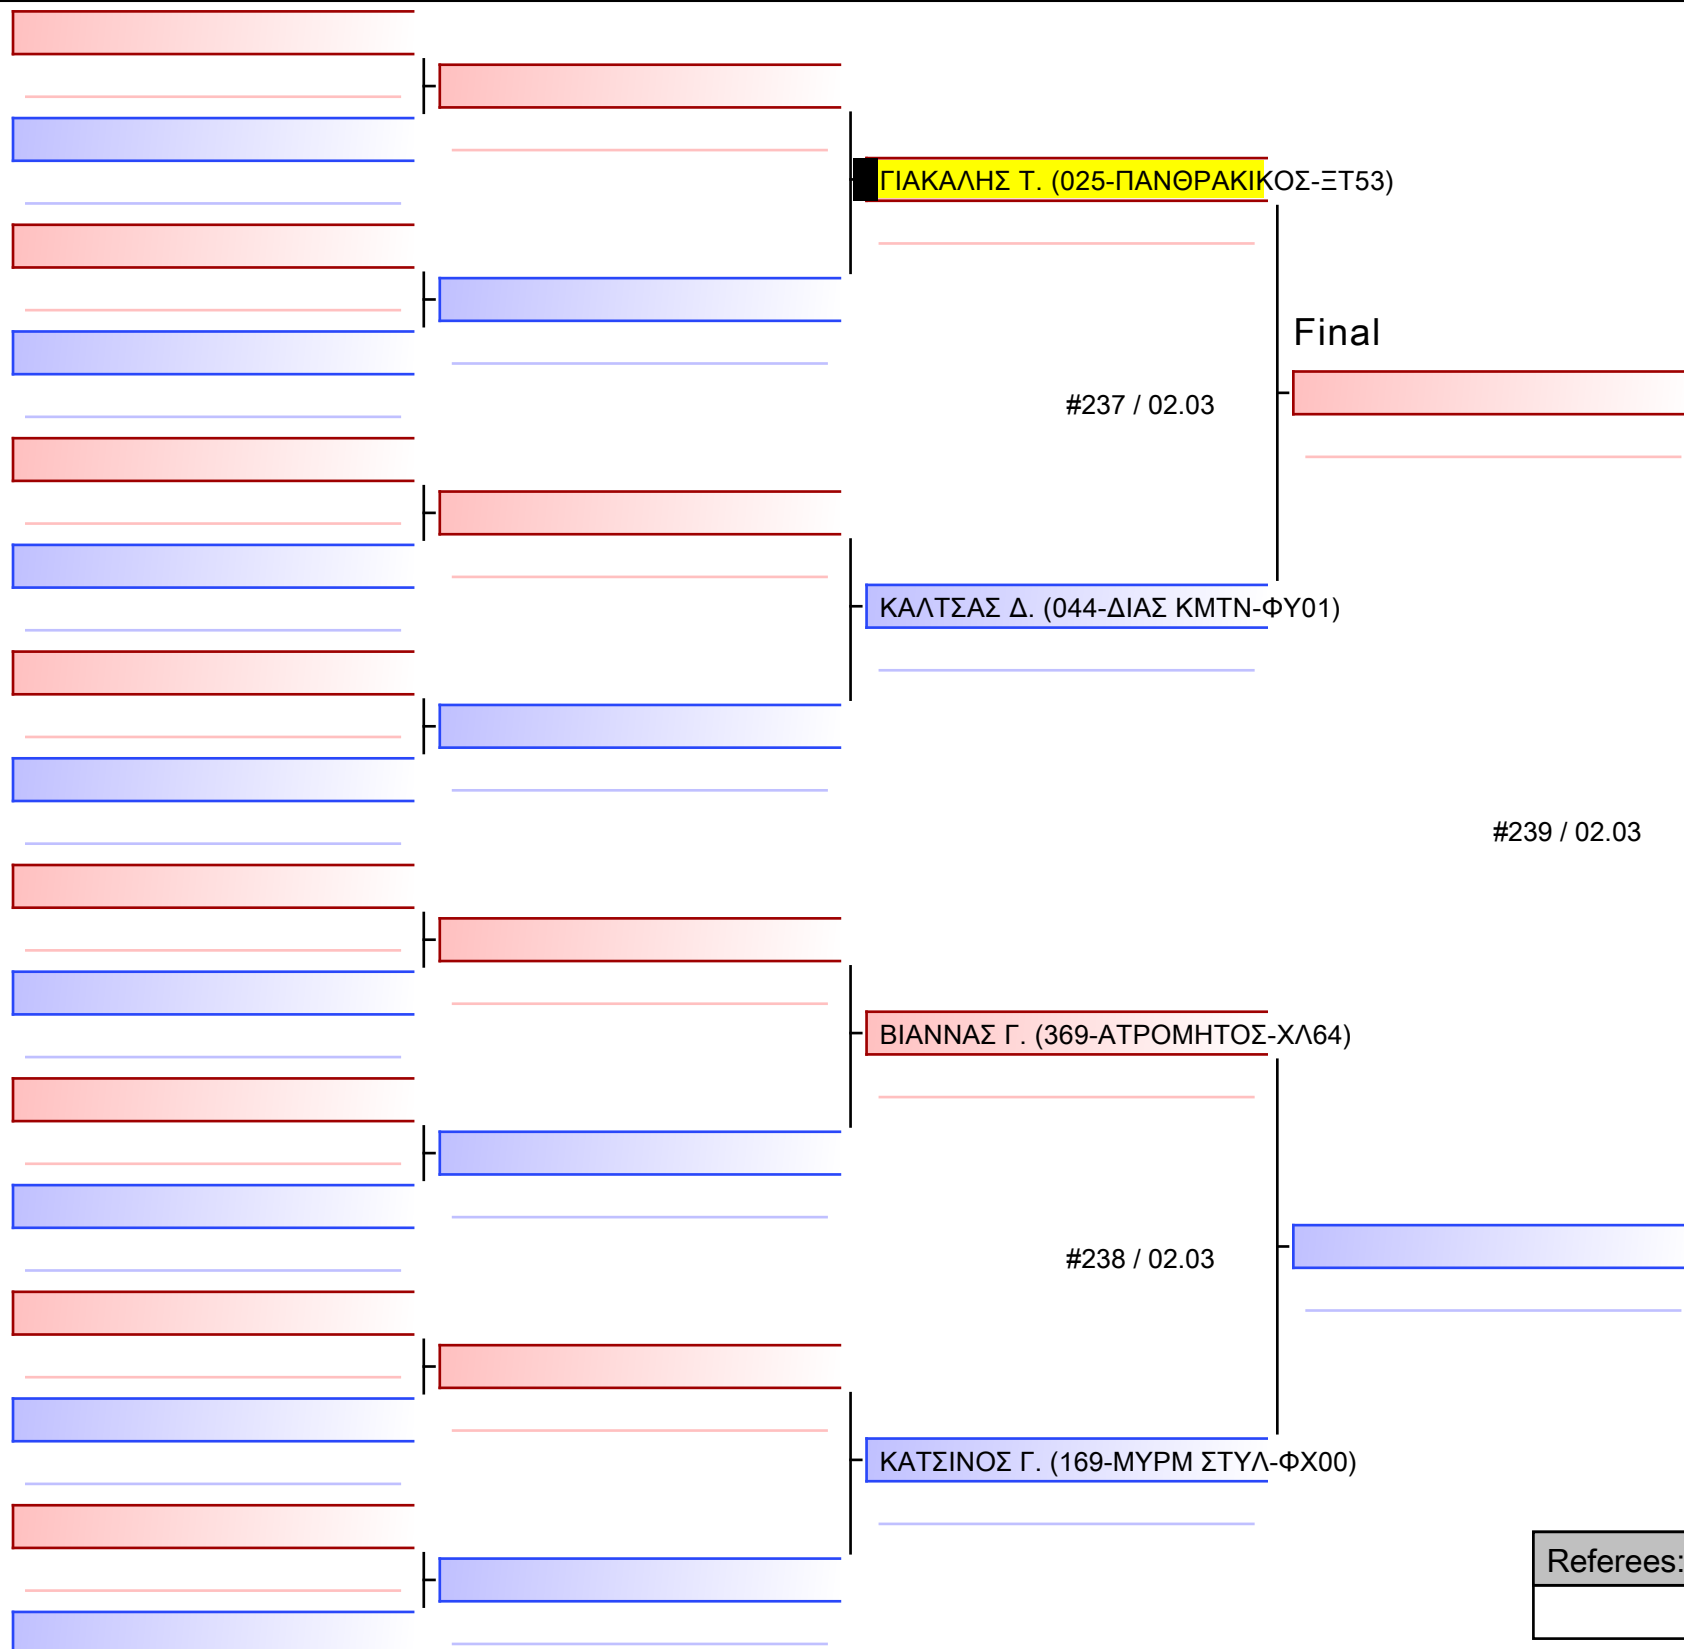 ΓΙΑΚΑΛΗΣ Τ. (025-ΠΑΝΘΡΑΚΙΚΟΣ-ΞΤ53)
Final
#237 / 02.03
ΚΑΛΤΣΑΣ Δ. (044-ΔΙΑΣ ΚΜΤΝ-ΦΥ01)
#239 / 02.03
ΒΙΑΝΝΑΣ Γ. (369-ΑΤΡΟΜΗΤΟΣ-ΧΛ64)
#238 / 02.03
ΚΑΤΣΙΝΟΣ Γ. (169-ΜΥΡΜ ΣΤΥΛ-ΦΧ00)
Referees: